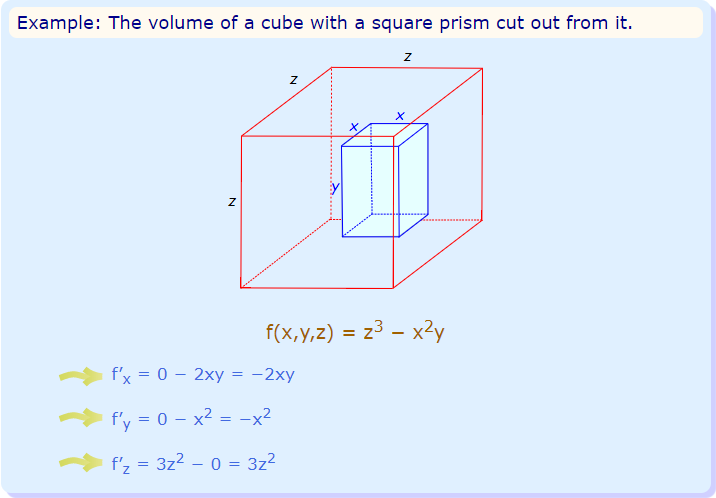 Example: The volume of a cube with a square prism cut out from it.
z
z
x
x
y
z
f(x,y,z) = z³ − x²y
f′ₓ = 0 − 2xy = −2xy
f′y = 0 − x² = −x²
f′z = 3z² − 0 = 3z²